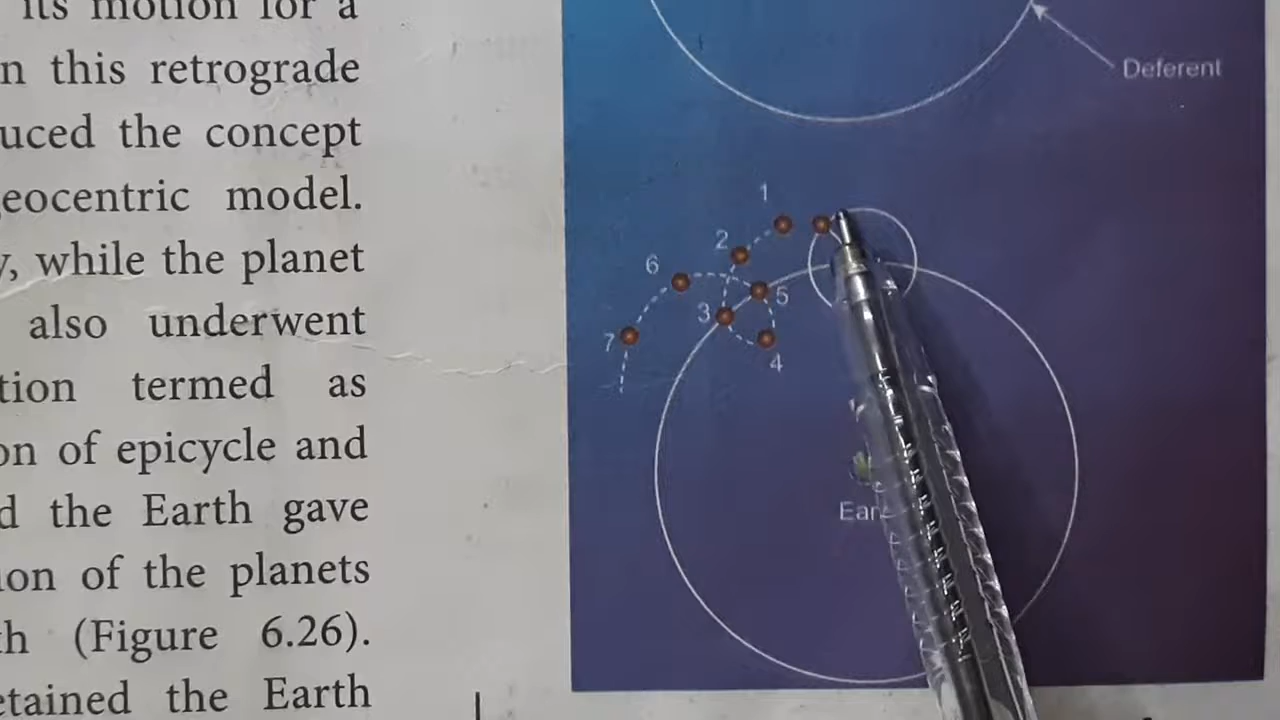 its motion for a
n this retrograde
uced the concept
eocentric model.
y, while the planet
also underwent
tion termed as
on of epicycle and
d the Earth gave
ion of the planets
h (Figure 6.26).
etained the Earth
Deferent
1
2
6
5
3
7
4
Ear